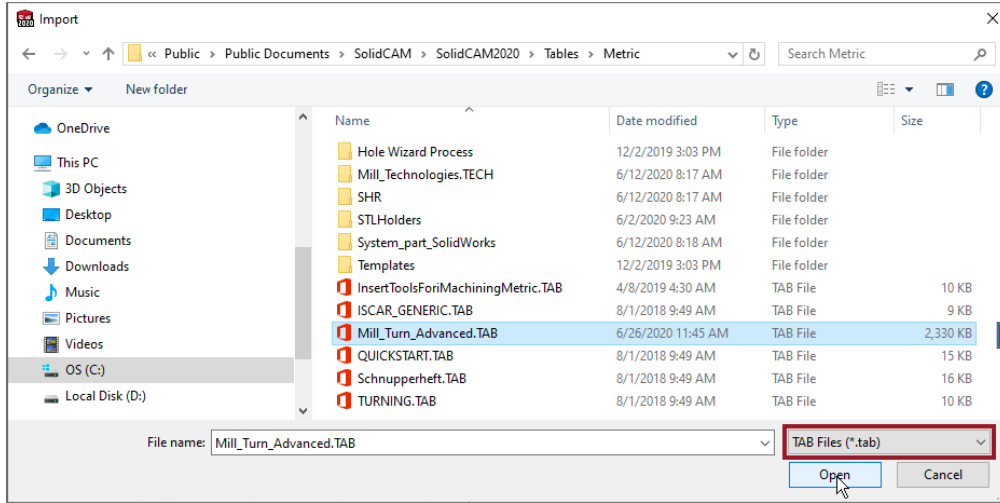 Import
« Public > Public Documents > SolidCAM > SolidCAM2020 > Tables > Metric
Search Metric
Organize
New folder
Name Date modified Type Size
OneDrive
This PC
3D Objects
Desktop
Documents
Downloads
Music
Pictures
Videos
OS (C:)
Local Disk (D:)
Hole Wizard Process 12/2/2019 3:03 PM File folder
Mill_Technologies.TECH 6/12/2020 8:17 AM File folder
SHR 6/12/2020 8:17 AM File folder
STLHolders 6/2/2020 9:23 AM File folder
System_part_SolidWorks 6/12/2020 8:18 AM File folder
Templates 12/2/2019 3:03 PM File folder
InsertToolsForiMachiningMetric.TAB 4/8/2019 4:30 AM TAB File 10 KB
ISCAR_GENERIC.TAB 8/1/2018 9:49 AM TAB File 9 KB
Mill_Turn_Advanced.TAB 6/26/2020 11:45 AM TAB File 2,330 KB
QUICKSTART.TAB 8/1/2018 9:49 AM TAB File 15 KB
Schnupperheft.TAB 8/1/2018 9:49 AM TAB File 16 KB
TURNING.TAB 8/1/2018 9:49 AM TAB File 10 KB
File name: Mill_Turn_Advanced.TAB
TAB Files (*.tab)
Open
Cancel